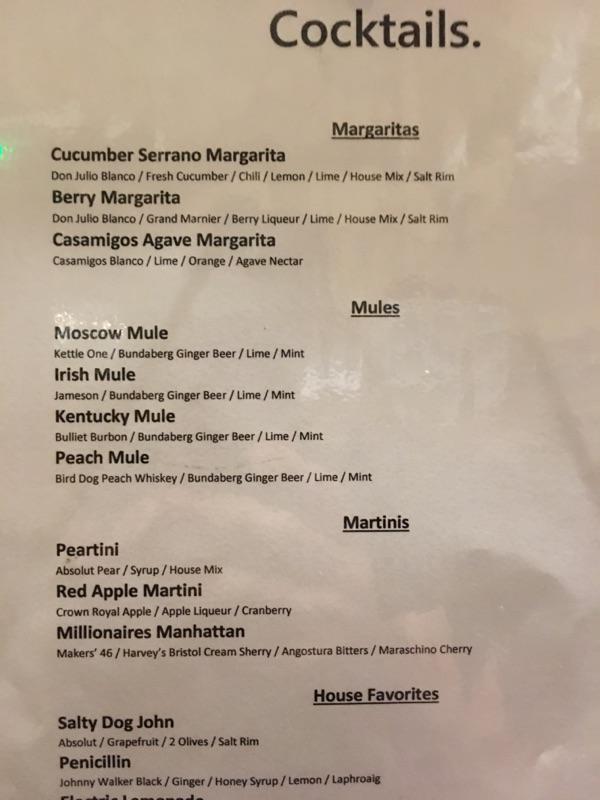 Cocktails.
Margaritas
Cucumber Serrano Margarita
Don Julio Blanco / Fresh Cucumber / Chili / Lemon / Lime / House Mix / Salt Rim
Berry Margarita
Don Julio Blanco / Grand Marnier / Berry Liqueur / Lime / House Mix / Salt Rim
Casamigos Agave Margarita
Casamigos Blanco / Lime / Orange / Agave Nectar
Mules
Moscow Mule
Kettle One / Bundaberg Ginger Beer / Lime / Mint
Irish Mule
Jameson / Bundaberg Ginger Beer / Lime / Mint
Kentucky Mule
Bulliet Burbon / Bundaberg Ginger Beer / Lime / Mint
Peach Mule
Bird Dog Peach Whiskey / Bundaberg Ginger Beer / Lime / Mint
Martinis
Peartini
Absolut Pear / Syrup / House Mix
Red Apple Martini
Crown Royal Apple / Apple Liqueur / Cranberry
Millionaires Manhattan
Makers' 46 / Harvey's Bristol Cream Sherry / Angostura Bitters / Maraschino Cherry
House Favorites
Salty Dog John
Absolut / Grapefruit / 2 Olives / Salt Rim
Penicillin
Johnny Walker Black / Ginger / Honey Syrup / Lemon / Laphroaig
Electric Lemonade